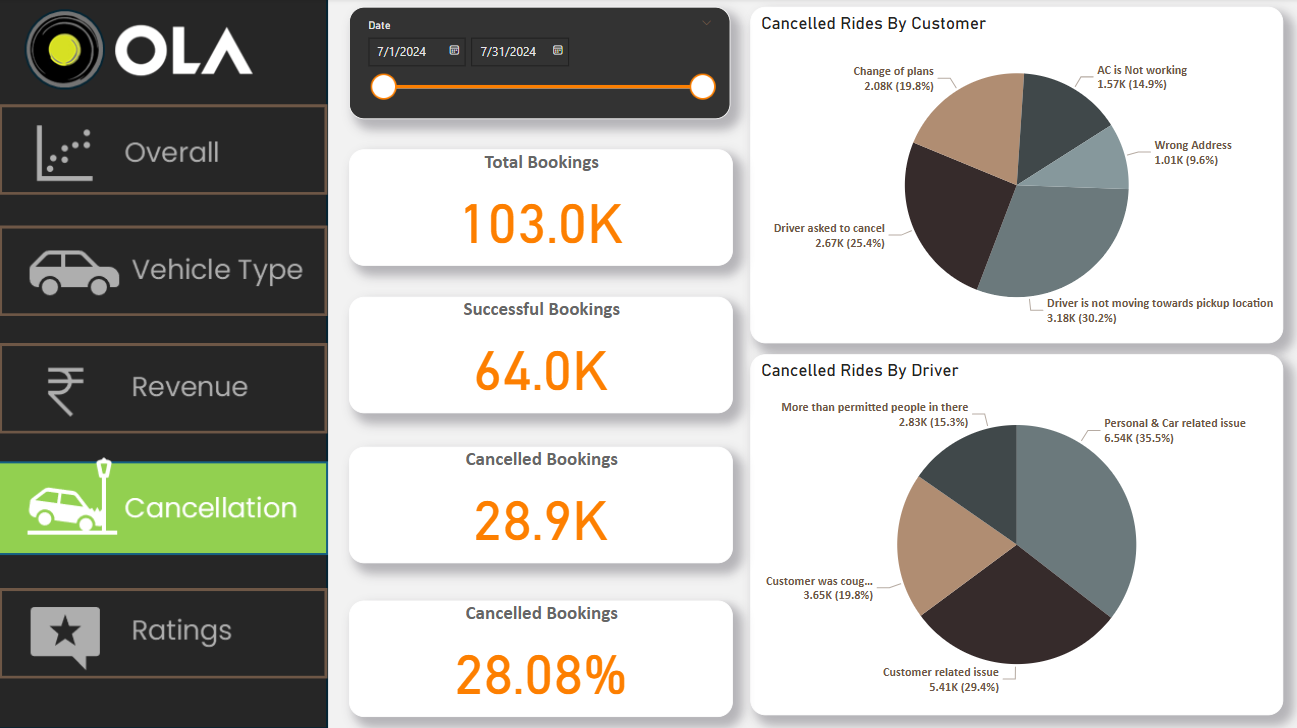 OLA
Overall
Vehicle Type
Revenue
Cancellation
Ratings
Date
7/1/2024
7/31/2024
Total Bookings
103.0K
Successful Bookings
64.0K
Cancelled Bookings
28.9K
Cancelled Bookings
28.08%
Cancelled Rides By Customer
Change of plans
2.08K (19.8%)
AC is Not working
1.57K (14.9%)
Wrong Address
1.01K (9.6%)
Driver asked to cancel
2.67K (25.4%)
Driver is not moving towards pickup location
3.18K (30.2%)
Cancelled Rides By Driver
More than permitted people in there
2.83K (15.3%)
Personal & Car related issue
6.54K (35.5%)
Customer was coug...
3.65K (19.8%)
Customer related issue
5.41K (29.4%)